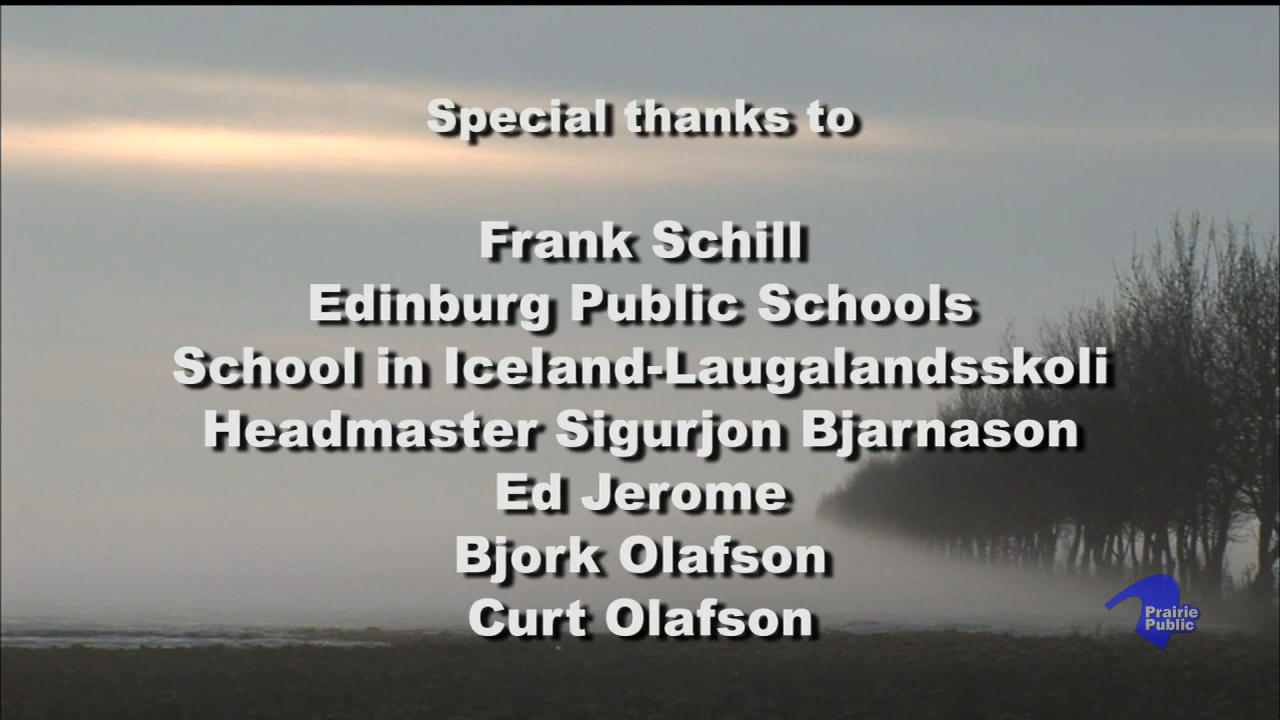 Special thanks to
Frank Schill
Edinburg Public Schools
School in Iceland-Laugalandsskoli
Headmaster Sigurjon Bjarnason
Ed Jerome
Bjork Olafson
Curt Olafson
Prairie
Public